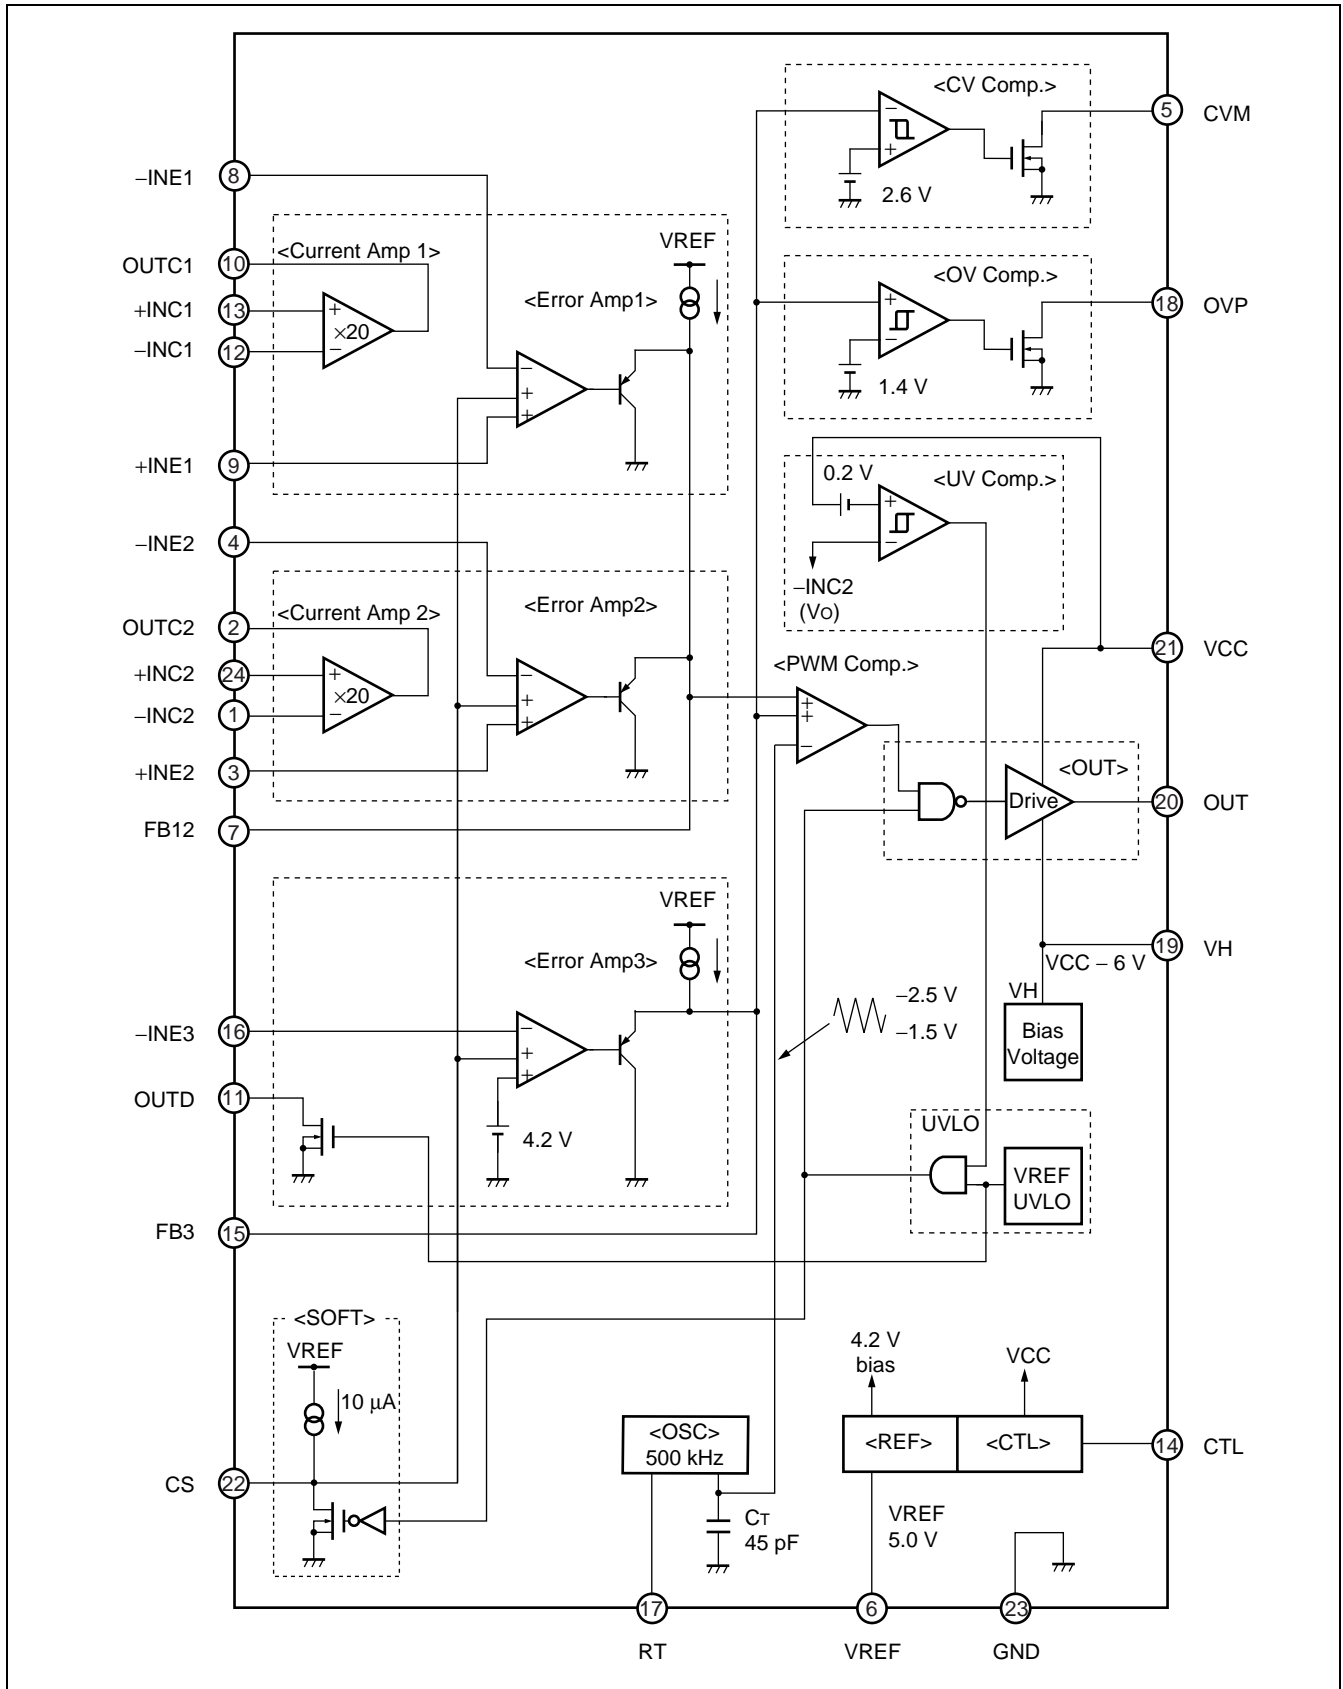 <CV Comp.>
−
+
2.6 V
5
CVM
−INE1
8
<Current Amp 1>
OUTC1
10
+INC1
13
−INC1
12
+
×20
−
VREF
<Error Amp1>
−
+
+
+INE1
9
<OV Comp.>
+
−
1.4 V
18
OVP
0.2 V
<UV Comp.>
+
−
−INC2
(VO)
−INE2
4
<Current Amp 2>
<Error Amp2>
OUTC2
2
+INC2
24
−INC2
1
+
×20
−
−
+
+
+INE2
3
FB12
7
<PWM Comp.>
+
+
−
21
VCC
<OUT>
Drive
20
OUT
19
VH
VCC − 6 V
VH
Bias
Voltage
VREF
<Error Amp3>
−INE3
16
−
+
+
4.2 V
OUTD
11
−2.5 V
−1.5 V
UVLO
VREF
UVLO
FB3
15
<SOFT>
VREF
10 µA
CS
22
<OSC>
500 kHz
CT
45 pF
4.2 V
bias
VCC
<REF>
<CTL>
14
CTL
VREF
5.0 V
17
6
23
RT
VREF
GND